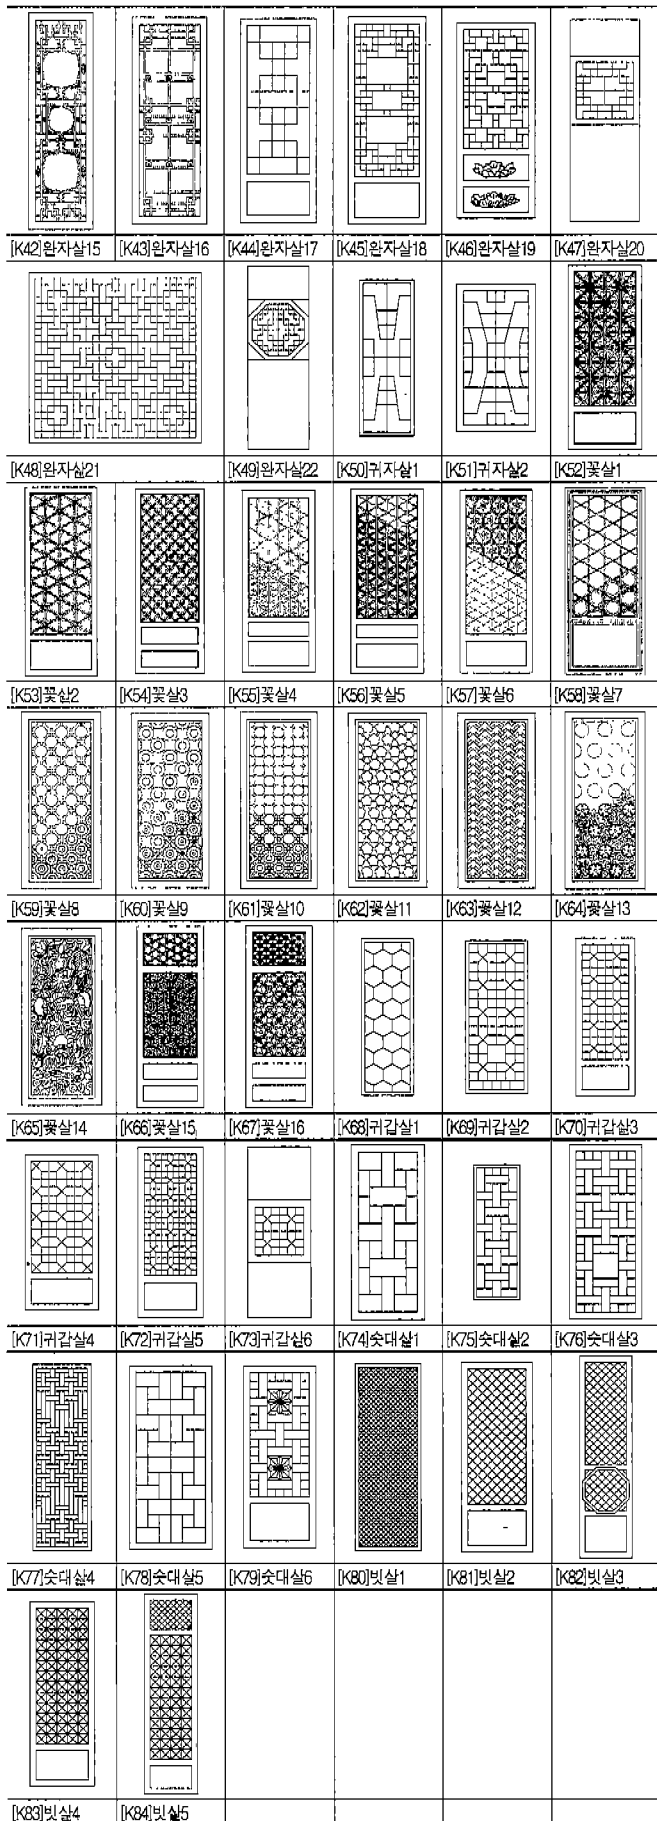 [K42]완자살15 [K43]완자살16 [K44]완자살17 [K45]완자살18 [K46]완자살19 [K47]완자살20
[K48]완자살21 [K49]완자살22 [K50]귀자살1 [K51]귀자살2 [K52]꽃살1
[K53]꽃살2 [K54]꽃살3 [K55]꽃살4 [K56]꽃살5 [K57]꽃살6 [K58]꽃살7
[K59]꽃살8 [K60]꽃살9 [K61]꽃살10 [K62]꽃살11 [K63]꽃살12 [K64]꽃살13
[K65]꽃살14 [K66]꽃살15 [K67]꽃살16 [K68]귀갑살1 [K69]귀갑살2 [K70]귀갑살3
[K71]귀갑살4 [K72]귀갑살5 [K73]귀갑살6 [K74]숫대살1 [K75]숫대살2 [K76]숫대살3
[K77]숫대살4 [K78]숫대살5 [K79]숫대살6 [K80]빗살1 [K81]빗살2 [K82]빗살3
[K83]빗살4 [K84]빗살5